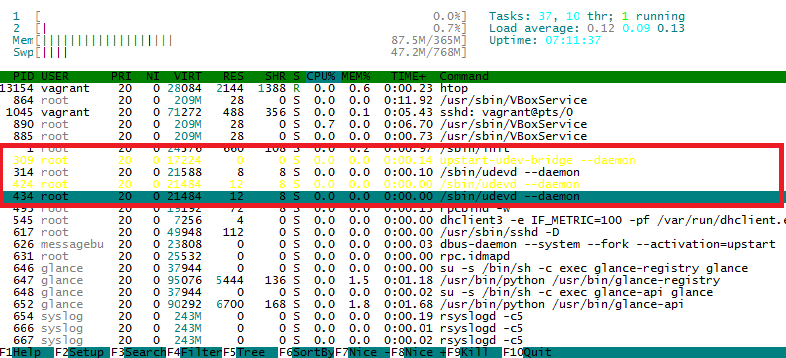 1 [ 0.0%] Tasks: 37, 10 thr; 1 running
2 [| 0.7%] Load average: 0.12 0.09 0.13
Mem[||||||||||||||||||| 87.5M/365M] Uptime: 07:11:37
Swp[|||| 47.2M/768M]
PID USER PRI NI VIRT RES SHR S CPU% MEM% TIME+ Command
13154 vagrant 20 0 28084 2144 1388 R 0.0 0.6 0:00.23 htop
864 root 20 0 209M 28 0 S 0.0 0.0 0:11.92 /usr/sbin/VBoxService
1045 vagrant 20 0 71272 488 356 S 0.0 0.1 0:05.43 sshd: vagrant@pts/0
890 root 20 0 209M 28 0 S 0.7 0.0 0:06.70 /usr/sbin/VBoxService
885 root 20 0 209M 28 0 S 0.0 0.0 0:00.73 /usr/sbin/VBoxService
1 root 20 0 24376 660 108 S 0.0 0.2 0:00.97 /sbin/init
309 root 20 0 17224 0 0 S 0.0 0.0 0:00.14 upstart-udev-bridge --daemon
314 root 20 0 21588 8 8 S 0.0 0.0 0:00.10 /sbin/udevd --daemon
424 root 20 0 21484 12 8 S 0.0 0.0 0:00.00 /sbin/udevd --daemon
434 root 20 0 21484 12 8 S 0.0 0.0 0:00.00 /sbin/udevd --daemon
495 root 20 0 19192 72 8 S 0.0 0.0 0:00.15 rpcbind -w
545 root 20 0 7256 4 0 S 0.0 0.0 0:00.00 dhclient3 -e IF_METRIC=100 -pf /var/run/dhclient.e
617 root 20 0 49948 112 0 S 0.0 0.0 0:00.00 /usr/sbin/sshd -D
626 messagebu 20 0 23808 0 0 S 0.0 0.0 0:00.03 dbus-daemon --system --fork --activation=upstart
631 root 20 0 25532 0 0 S 0.0 0.0 0:00.00 rpc.idmapd
646 glance 20 0 37944 0 0 S 0.0 0.0 0:00.00 su -s /bin/sh -c exec glance-registry glance
647 glance 20 0 95076 5444 136 S 0.0 1.5 0:01.18 /usr/bin/python /usr/bin/glance-registry
648 glance 20 0 37944 0 0 S 0.0 0.0 0:00.02 su -s /bin/sh -c exec glance-api glance
652 glance 20 0 90292 6700 168 S 0.0 1.8 0:01.68 /usr/bin/python /usr/bin/glance-api
654 syslog 20 0 243M 0 0 S 0.0 0.0 0:00.19 rsyslogd -c5
666 syslog 20 0 243M 0 0 S 0.0 0.0 0:00.01 rsyslogd -c5
667 syslog 20 0 243M 0 0 S 0.0 0.0 0:00.02 rsyslogd -c5
F1Help F2Setup F3SearchF4FilterF5Tree F6SortByF7Nice -F8Nice +F9Kill F10Quit